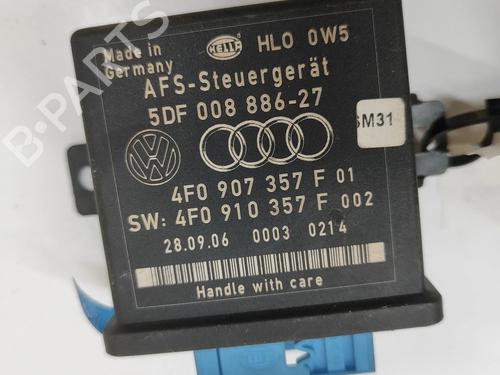 Made in
Germany
HELLA
HLO 0W5
AFS-Steuergerät
5DF 008 886-27
6M31
4F0 907 357 F 01
SW: 4F0 910 357 F 002
28.09.06 0003 0214
Handle with care
B-PARTS